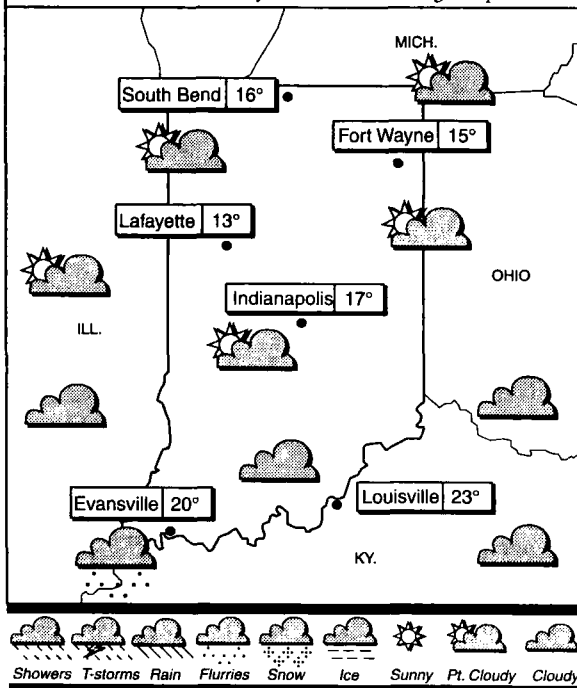 MICH.
South Bend 16°
Fort Wayne 15°
Lafayette 13°
OHIO
Indianapolis 17°
ILL.
Evansville 20°
Louisville 23°
KY.
Showers T-storms Rain Flurries Snow Ice Sunny Pt. Cloudy Cloudy